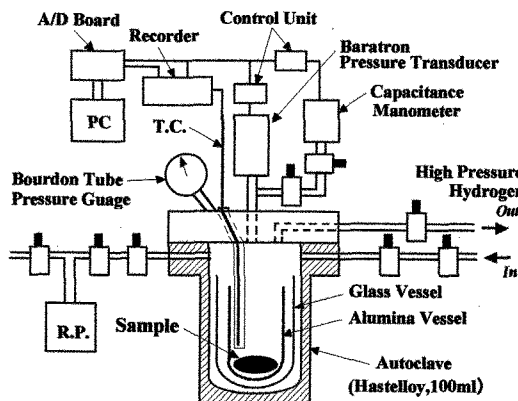 A/D Board
Recorder
Control Unit
Baratron
Pressure Transducer
Capacitance
Manometer
PC
T.C.
Bourdon Tube
Pressure Guage
High Pressure
Hydrogen
Out
In
R.P.
Sample
Glass Vessel
Alumina Vessel
Autoclave
(Hastelloy,100ml)